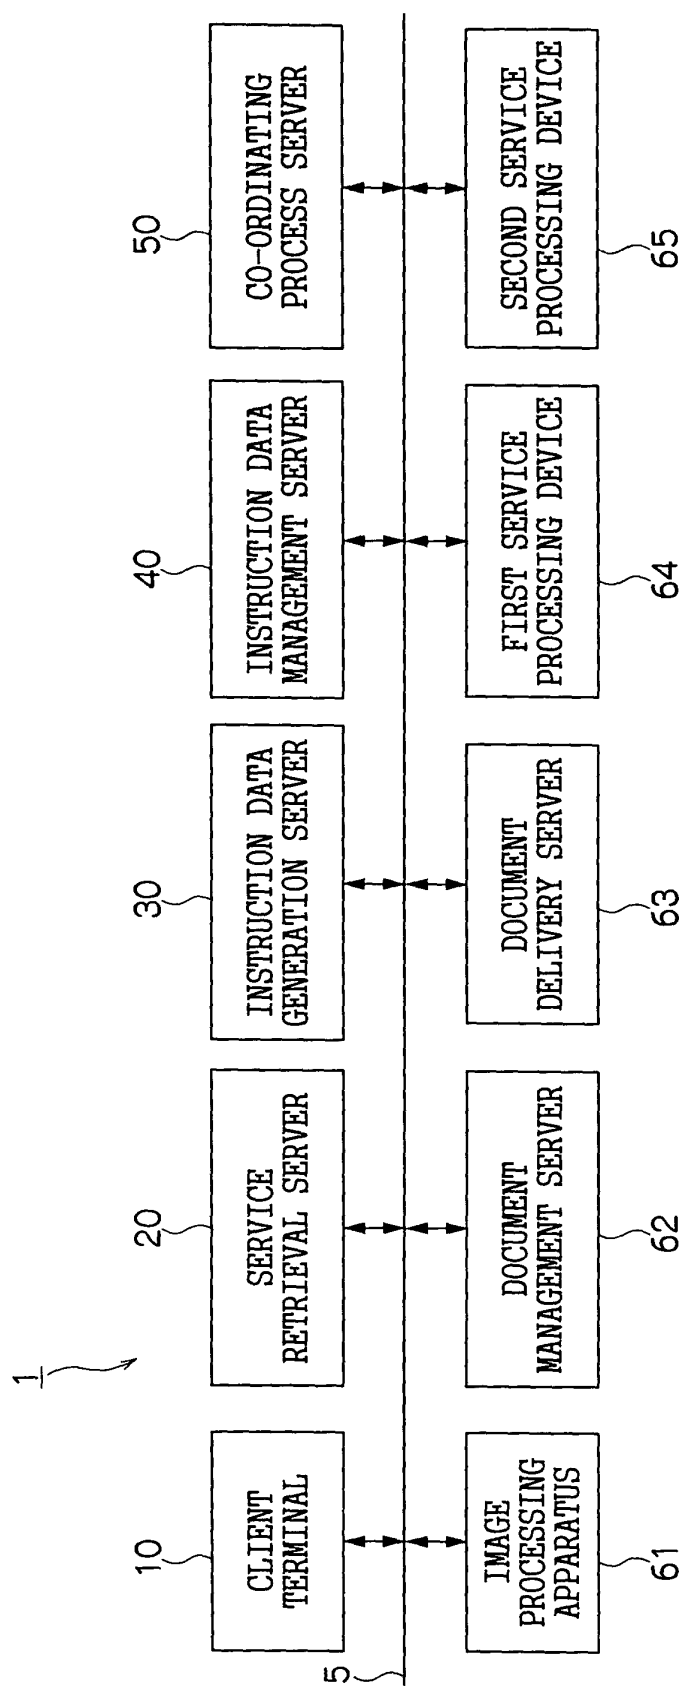 1
10
20
30
40
50
CLIENT
TERMINAL
SERVICE
RETRIEVAL SERVER
INSTRUCTION DATA
GENERATION SERVER
INSTRUCTION DATA
MANAGEMENT SERVER
CO-ORDINATING
PROCESS SERVER
5
IMAGE
PROCESSING
APPARATUS
DOCUMENT
MANAGEMENT SERVER
DOCUMENT
DELIVERY SERVER
FIRST SERVICE
PROCESSING DEVICE
SECOND SERVICE
PROCESSING DEVICE
61
62
63
64
65